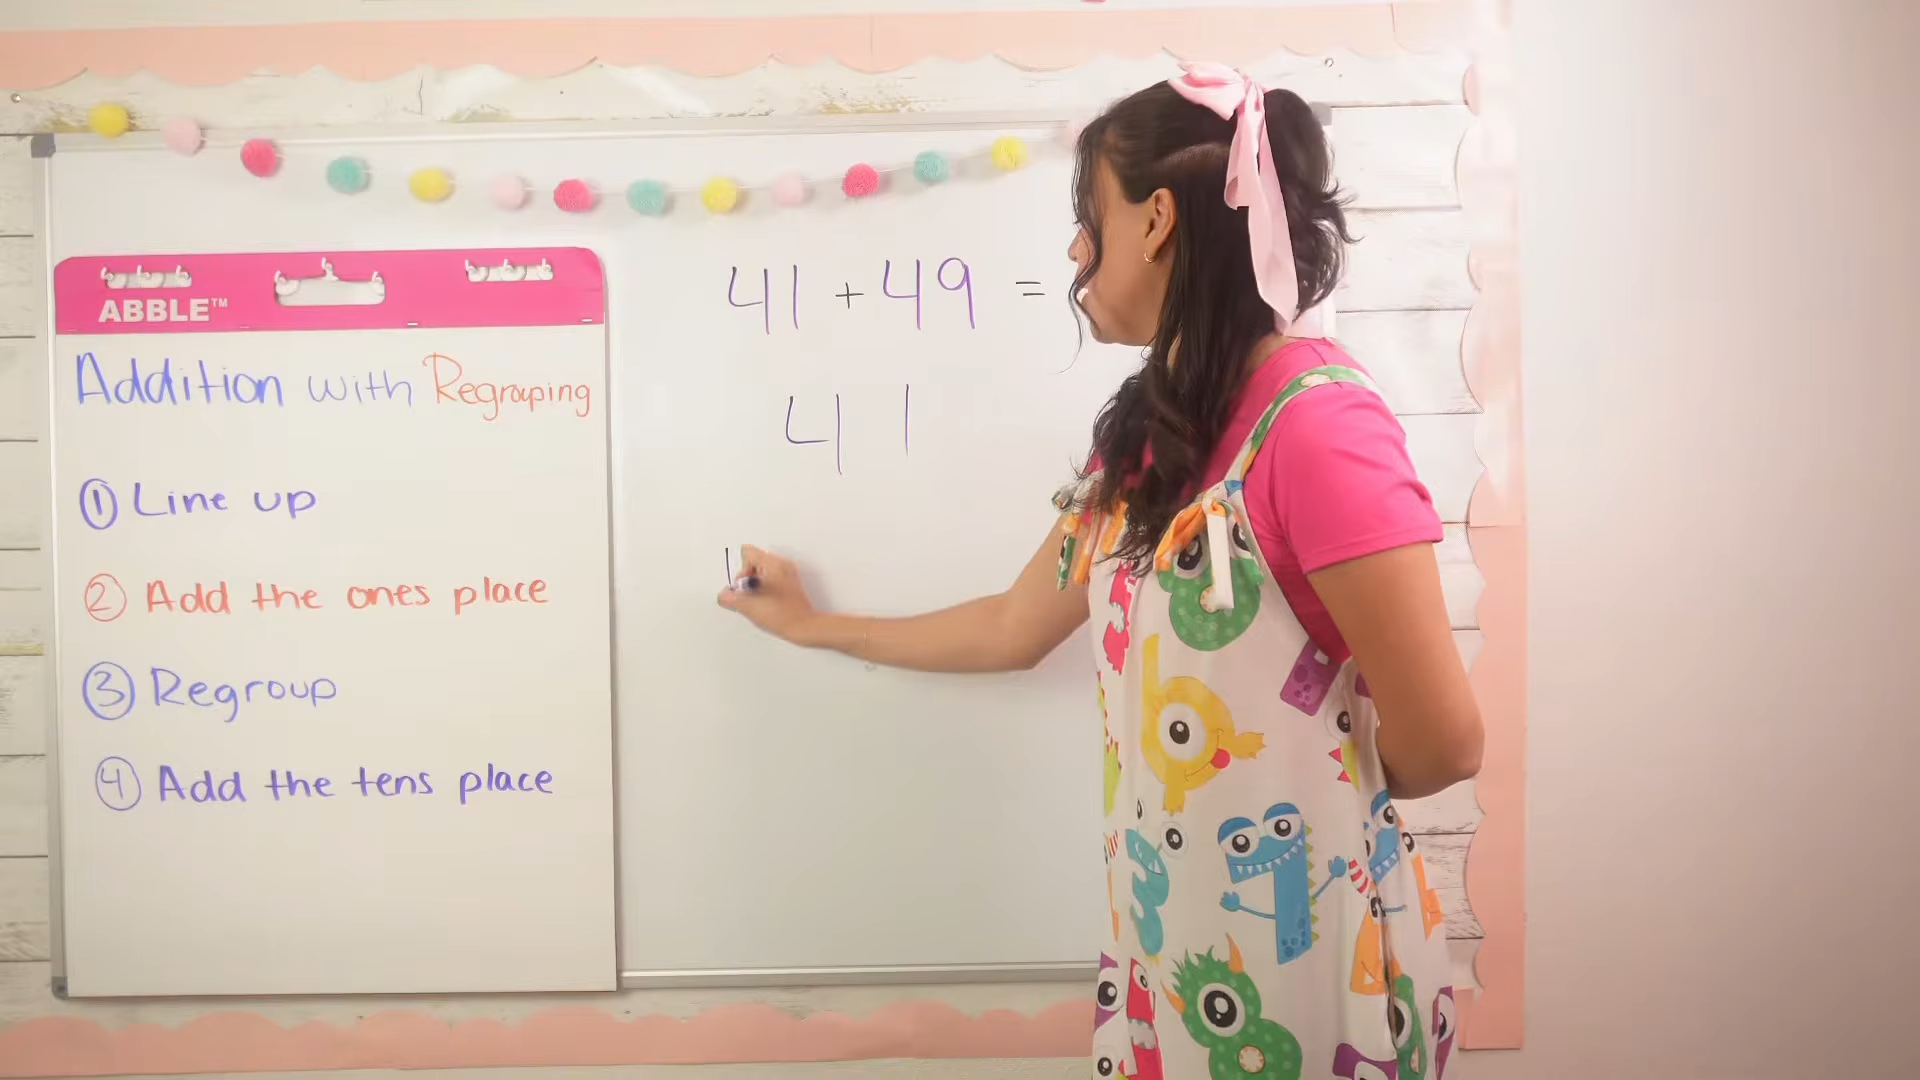 ABBLE™
Addition with Regrouping
① Line up
② Add the ones place
③ Regroup
④ Add the tens place
41 + 49 =
41